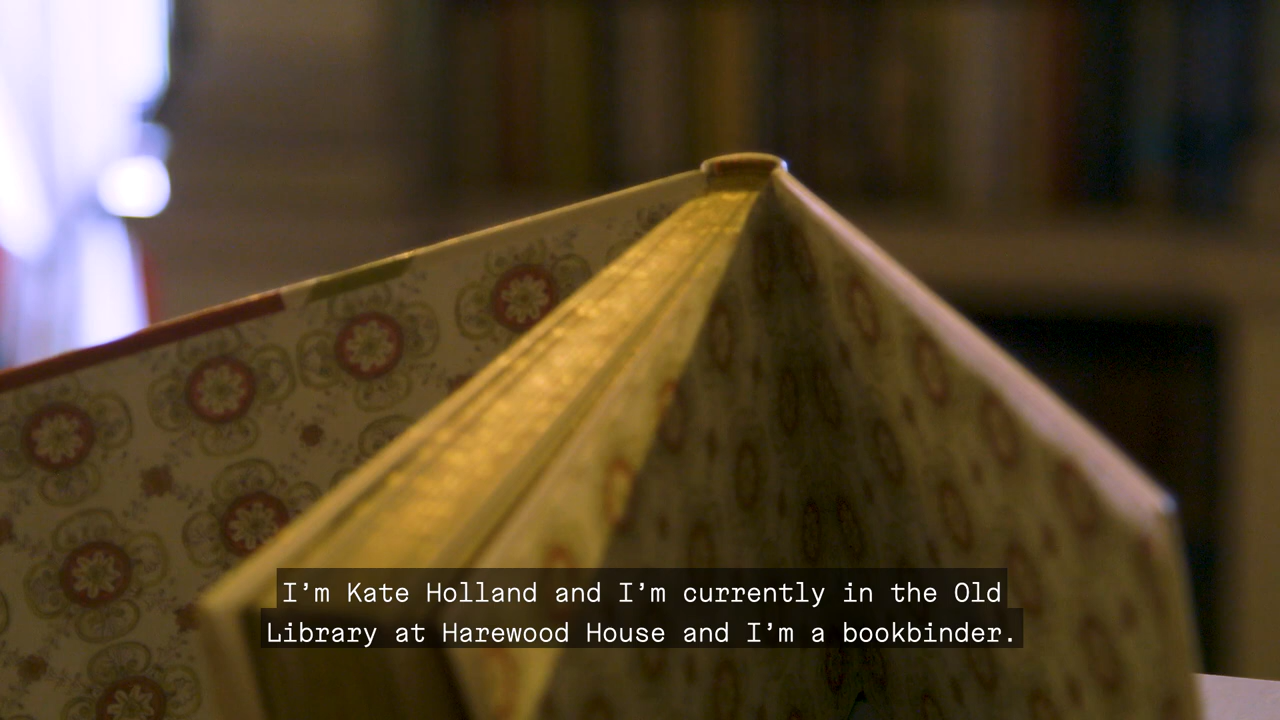 I’m Kate Holland and I’m currently in the Old
Library at Harewood House and I’m a bookbinder.